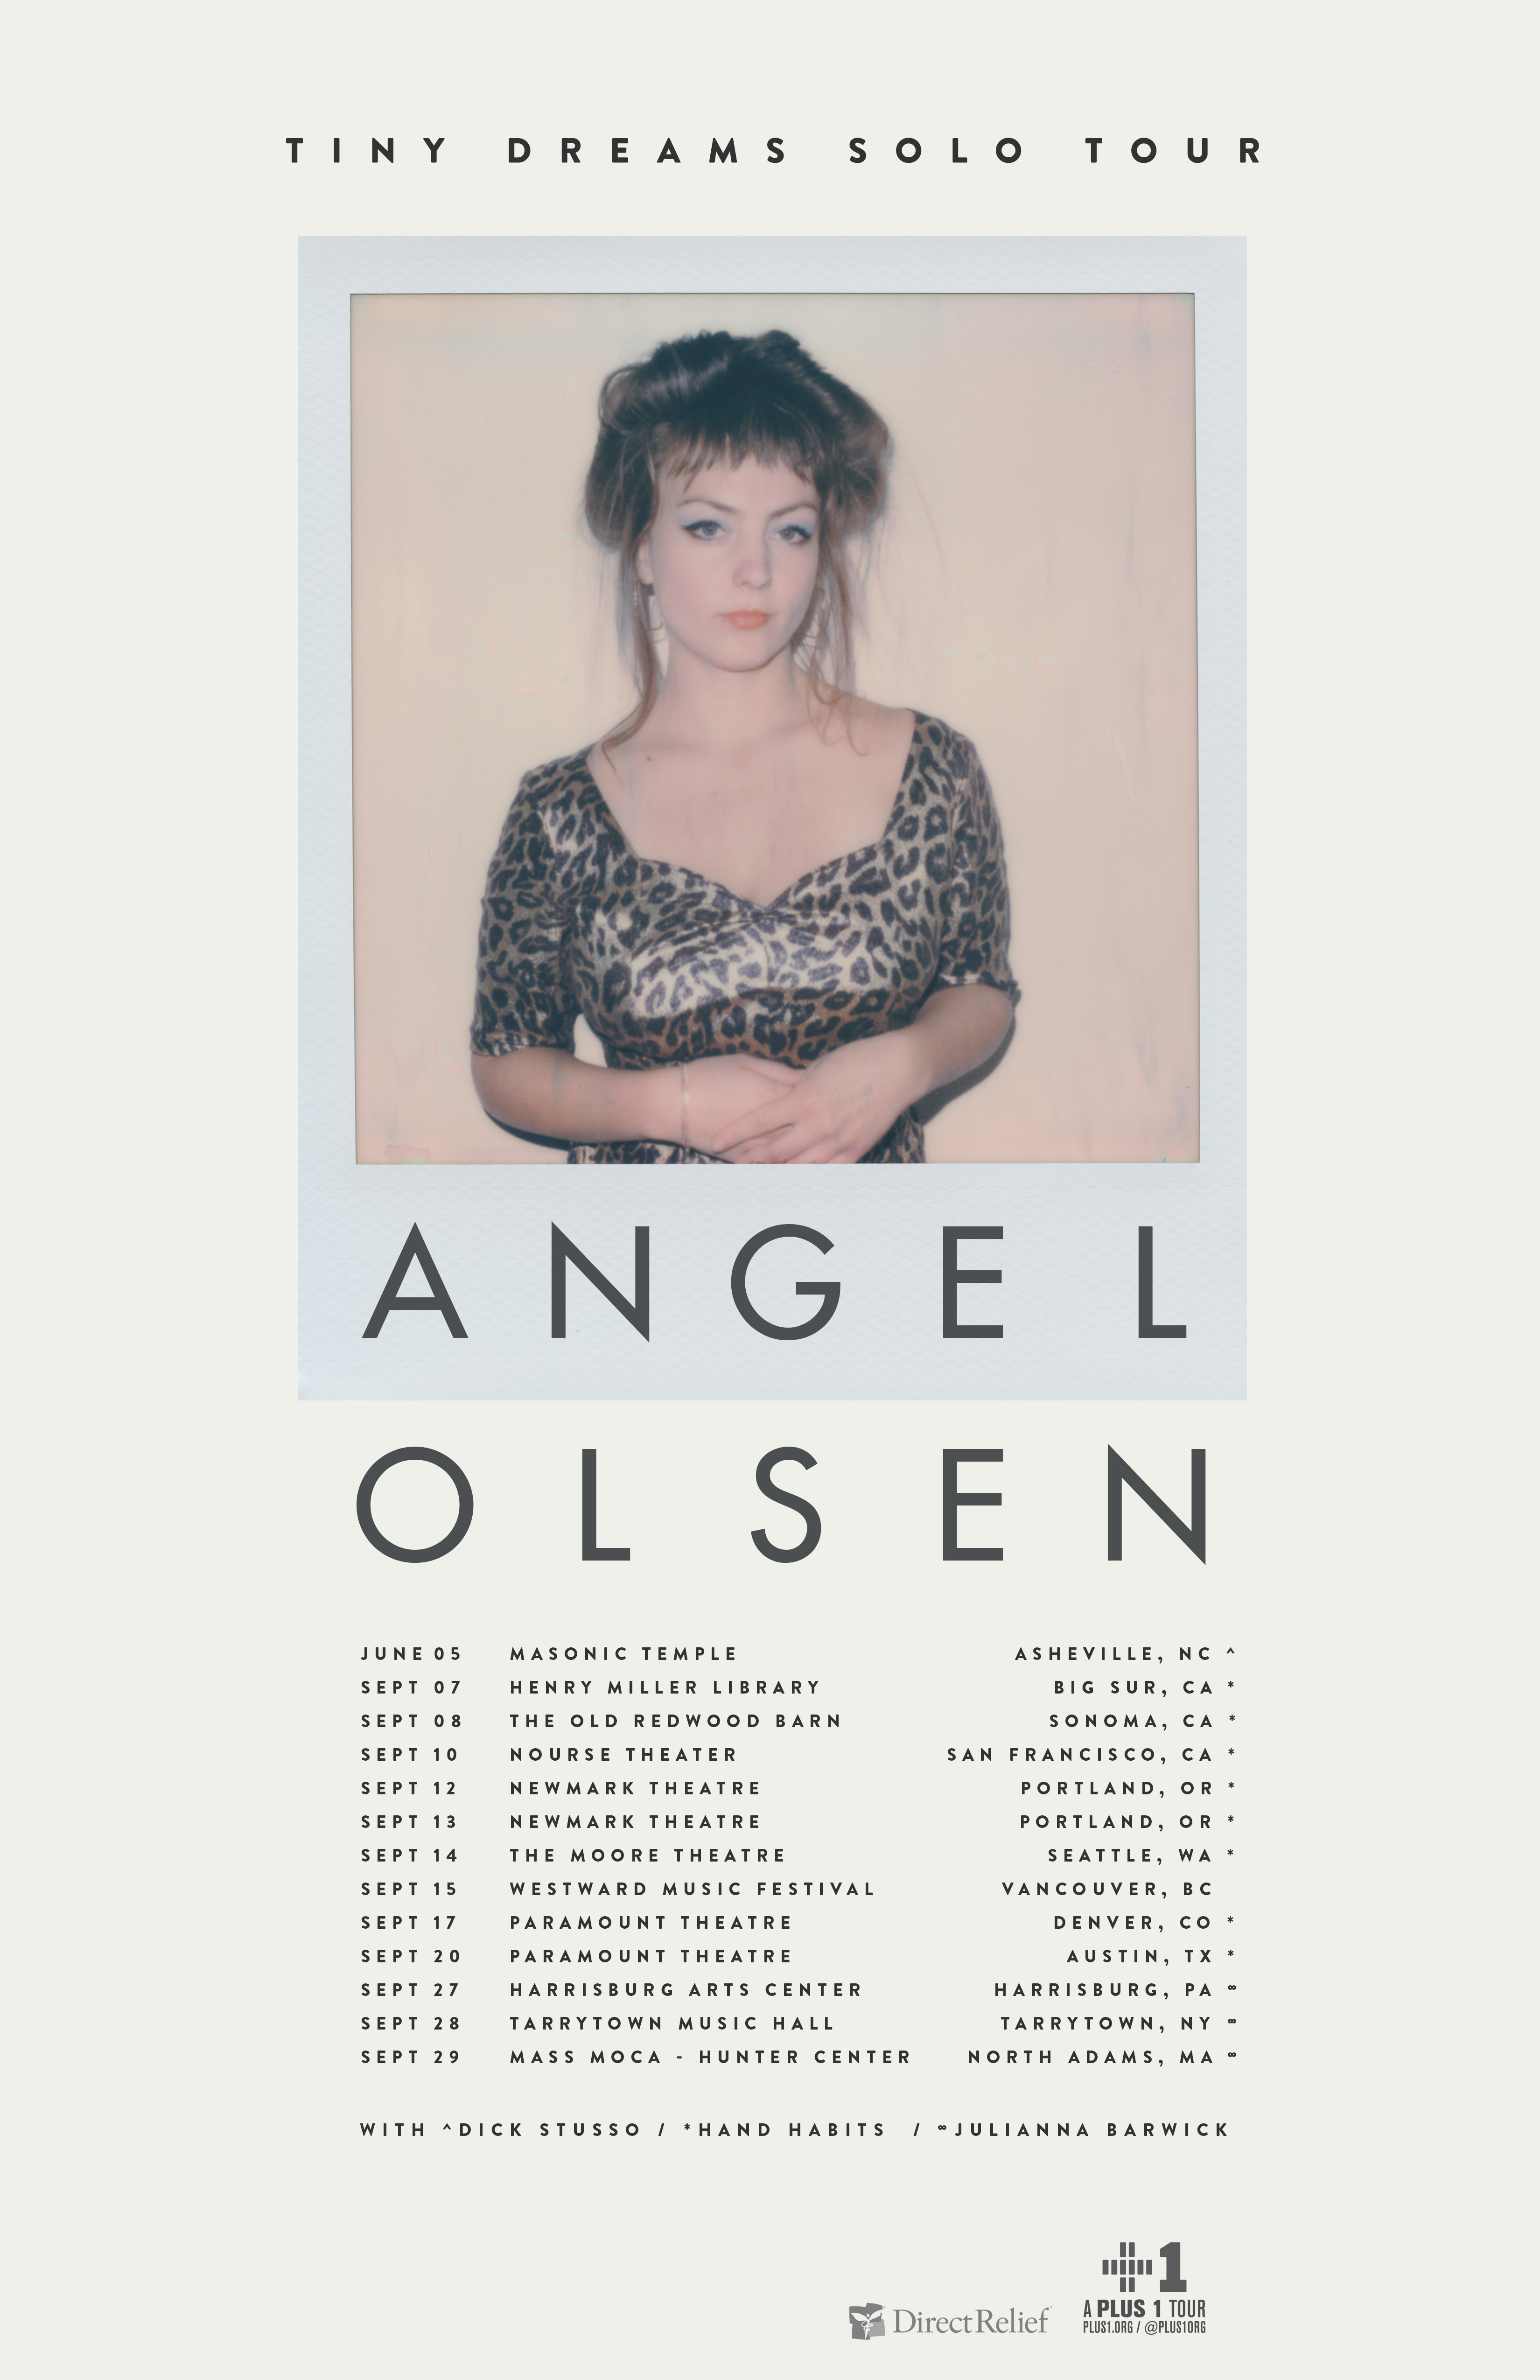 TINY DREAMS SOLO TOUR
ANGEL
OLSEN
JUNE 05 MASONIC TEMPLE ASHEVILLE, NC ^
SEPT 07 HENRY MILLER LIBRARY BIG SUR, CA *
SEPT 08 THE OLD REDWOOD BARN SONOMA, CA *
SEPT 10 NOURSE THEATER SAN FRANCISCO, CA *
SEPT 12 NEWMARK THEATRE PORTLAND, OR *
SEPT 13 NEWMARK THEATRE PORTLAND, OR *
SEPT 14 THE MOORE THEATRE SEATTLE, WA *
SEPT 15 WESTWARD MUSIC FESTIVAL VANCOUVER, BC
SEPT 17 PARAMOUNT THEATRE DENVER, CO *
SEPT 20 PARAMOUNT THEATRE AUSTIN, TX *
SEPT 27 HARRISBURG ARTS CENTER HARRISBURG, PA ∞
SEPT 28 TARRYTOWN MUSIC HALL TARRYTOWN, NY ∞
SEPT 29 MASS MOCA - HUNTER CENTER NORTH ADAMS, MA ∞
WITH ^DICK STUSSO / *HAND HABITS / ∞JULIANNA BARWICK
DirectRelief
+1
A PLUS 1 TOUR
PLUS1.ORG / @PLUS1ORG